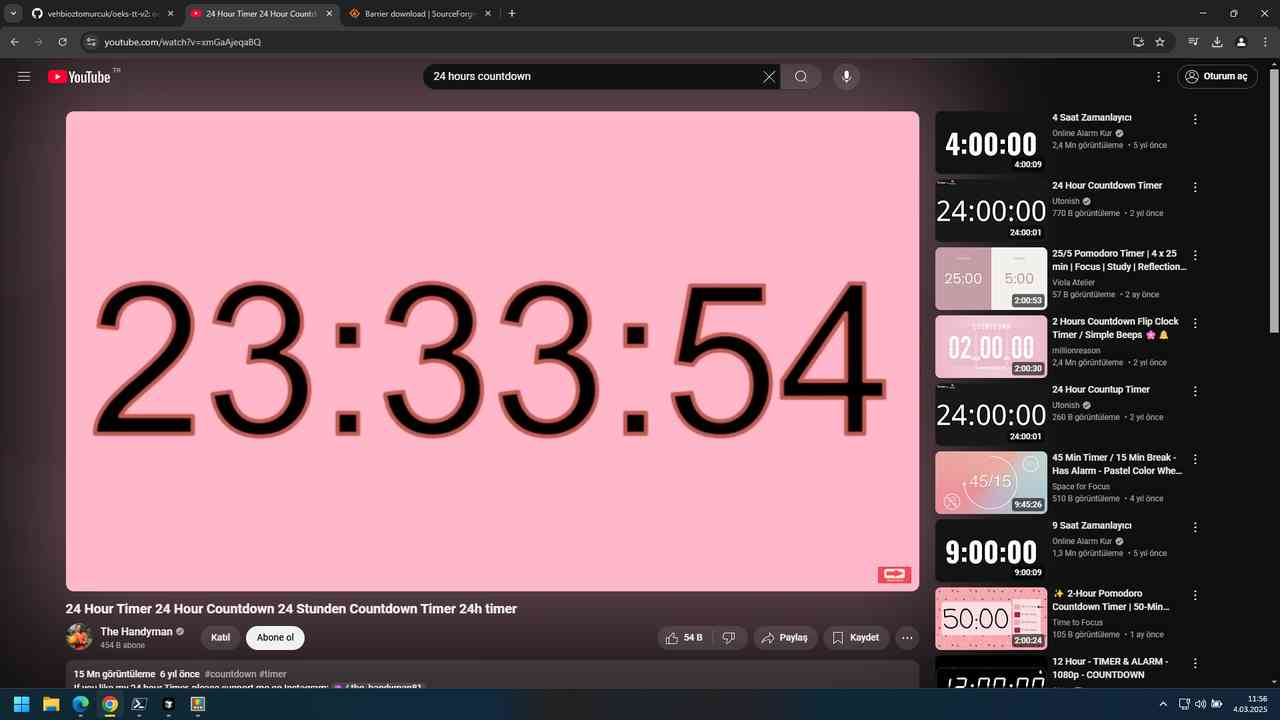 vehbioztomurcuk/oeks-tt-v2:
24 Hour Timer 24 Hour Countd
Barrier download | SourceForg
youtube.com/watch?v=xmGaAjeqaBQ
YouTube TR
24 hours countdown
Oturum aç
23:33:54
24 Hour Timer 24 Hour Countdown 24 Stunden Countdown Timer 24h timer
The Handyman
454 B abone
Katıl
Abone ol
54 B
Paylaş
Kaydet
15 Mn görüntüleme 6 yıl önce #countdown #timer
If you like my 24 hour Timer, please support me on Instagram: / the_handyman81
4:00:00
4:00:09
4 Saat Zamanlayıcı
Online Alarm Kur
2,4 Mn görüntüleme • 5 yıl önce
24:00:00
24:00:01
24 Hour Countdown Timer
Utonish
770 B görüntüleme • 2 yıl önce
25:00
5:00
2:00:53
25/5 Pomodoro Timer | 4 x 25
min | Focus | Study | Reflection...
Viola Atelier
57 B görüntüleme • 2 ay önce
COUNTDOWN
02:00:00
2:00:30
2 Hours Countdown Flip Clock
Timer / Simple Beeps 🌸 🔔
millionreason
2,4 Mn görüntüleme • 2 yıl önce
24:00:00
24:00:01
24 Hour Countup Timer
Utonish
260 B görüntüleme • 2 yıl önce
45/15
9:45:26
45 Min Timer / 15 Min Break -
Has Alarm - Pastel Color Whe...
Space for Focus
510 B görüntüleme • 4 yıl önce
9:00:00
9:00:09
9 Saat Zamanlayıcı
Online Alarm Kur
1,3 Mn görüntüleme • 5 yıl önce
50:00
2:00:24
✨ 2-Hour Pomodoro
Countdown Timer | 50-Min...
Time to Focus
105 B görüntüleme • 1 ay önce
12:00:00
12 Hour - TIMER & ALARM -
1080p - COUNTDOWN
11:56
4.03.2025